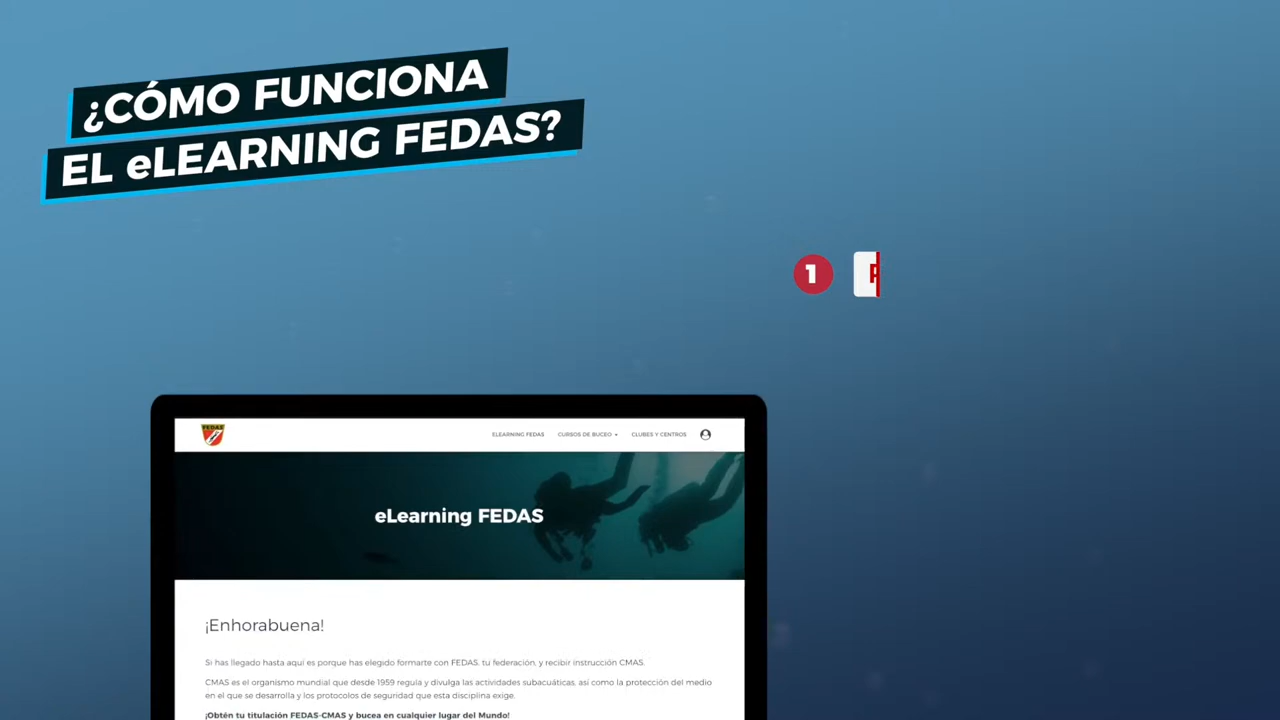 ¿CÓMO FUNCIONA
EL eLEARNING FEDAS?
1
FEDAS
ELEARNING FEDAS
CURSOS DE BUCEO
CLUBES Y CENTROS
eLearning FEDAS
¡Enhorabuena!
Si has llegado hasta aquí es porque has elegido formarte con FEDAS, tu federación, y recibir instrucción CMAS.
CMAS es el organismo mundial que desde 1959 regula y divulga las actividades subacuáticas, así como la protección del medio
en el que se desarrolla y los protocolos de seguridad que esta disciplina exige.
¡Obtén tu titulación FEDAS-CMAS y bucea en cualquier lugar del Mundo!